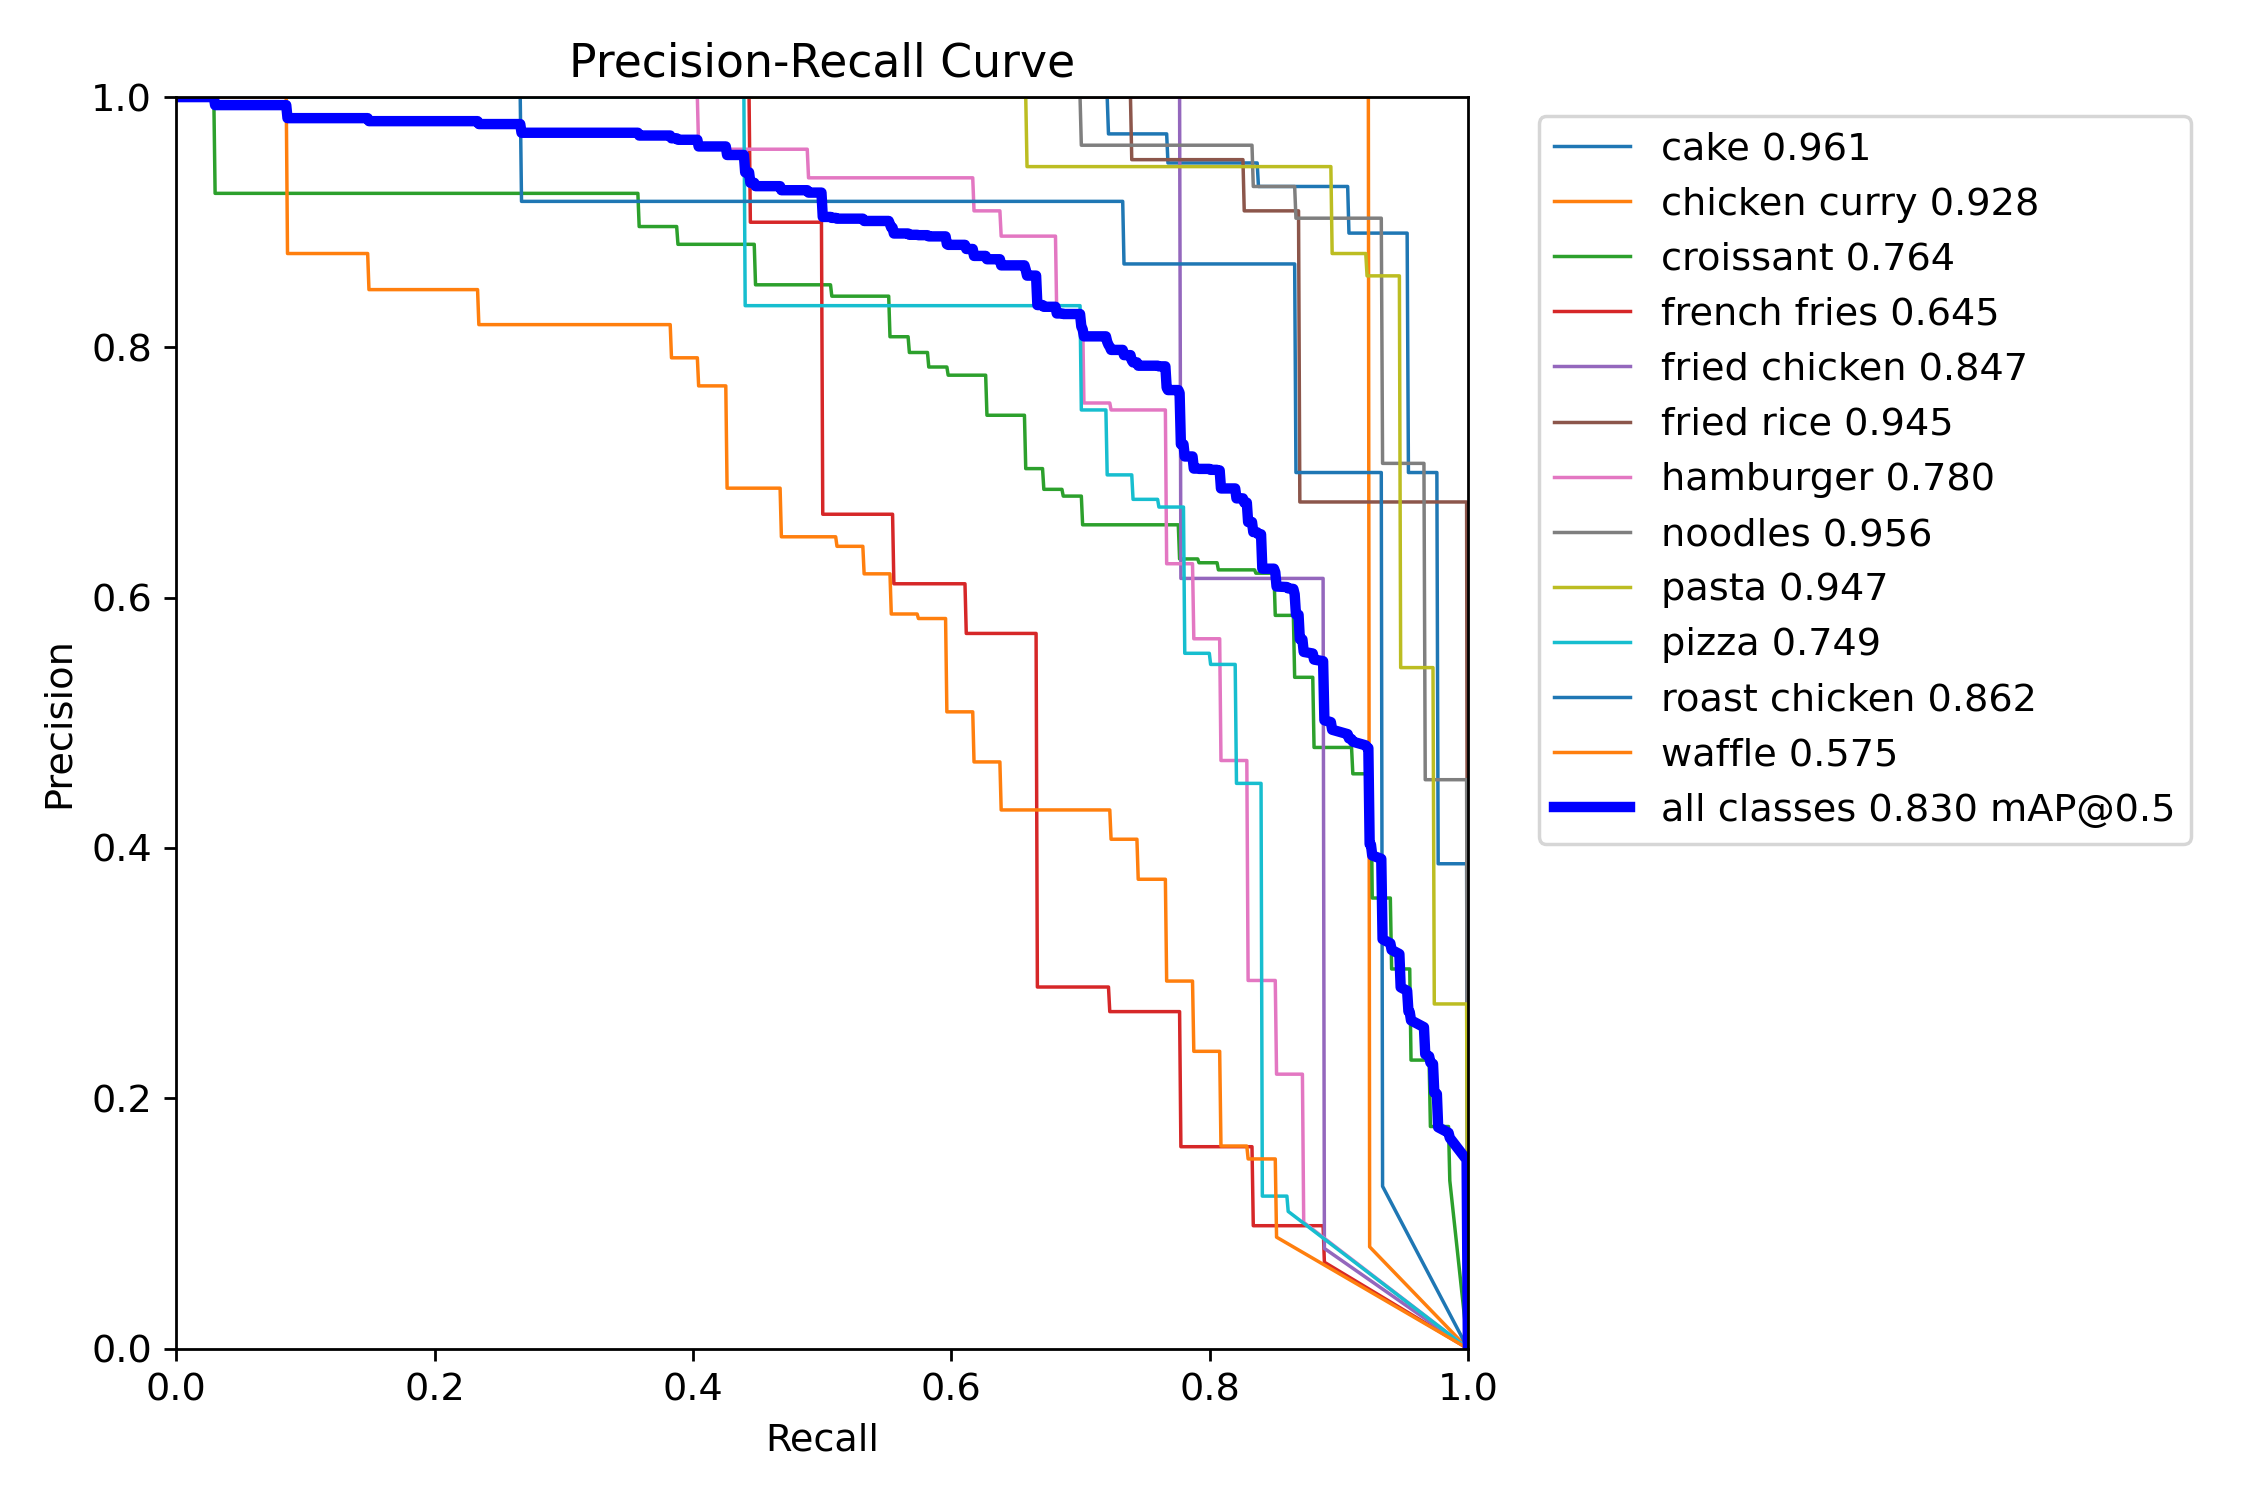 Precision-Recall Curve
1.0
0.8
0.6
0.4
0.2
0.0
Precision
0.0 0.2 0.4 0.6 0.8 1.0
Recall
cake 0.961
chicken curry 0.928
croissant 0.764
french fries 0.645
fried chicken 0.847
fried rice 0.945
hamburger 0.780
noodles 0.956
pasta 0.947
pizza 0.749
roast chicken 0.862
waffle 0.575
all classes 0.830 mAP@0.5